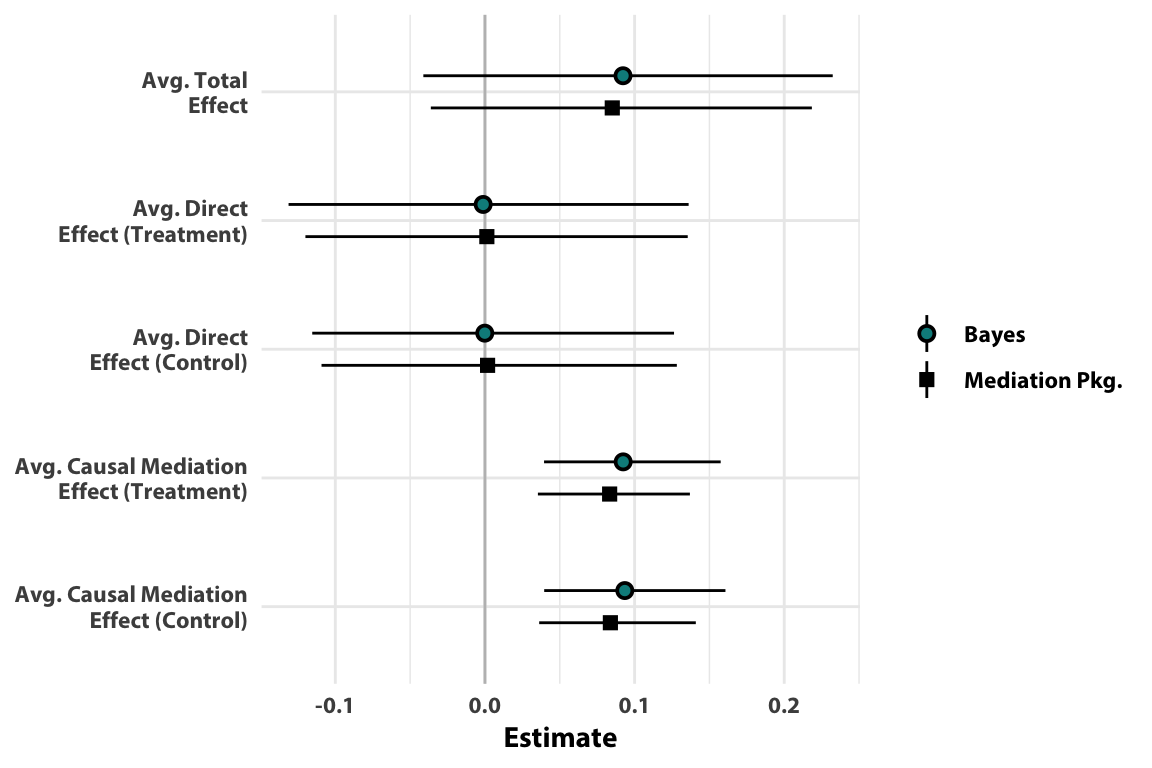 Avg. Total
Effect
Avg. Direct
Effect (Treatment)
Avg. Direct
Effect (Control)
Avg. Causal Mediation
Effect (Treatment)
Avg. Causal Mediation
Effect (Control)
-0.1 0.0 0.1 0.2
Estimate
Bayes
Mediation Pkg.